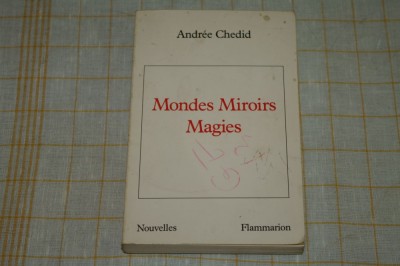 Andrée Chedid
Mondes Miroirs
Magies
Nouvelles Flammarion